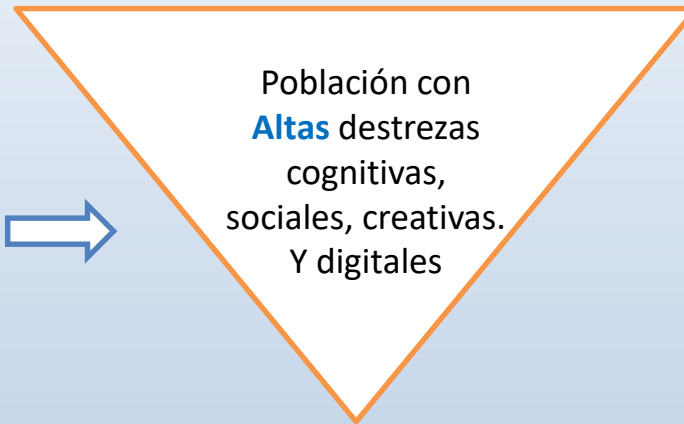 Población con
Altas destrezas
cognitivas,
sociales, creativas.
Y digitales